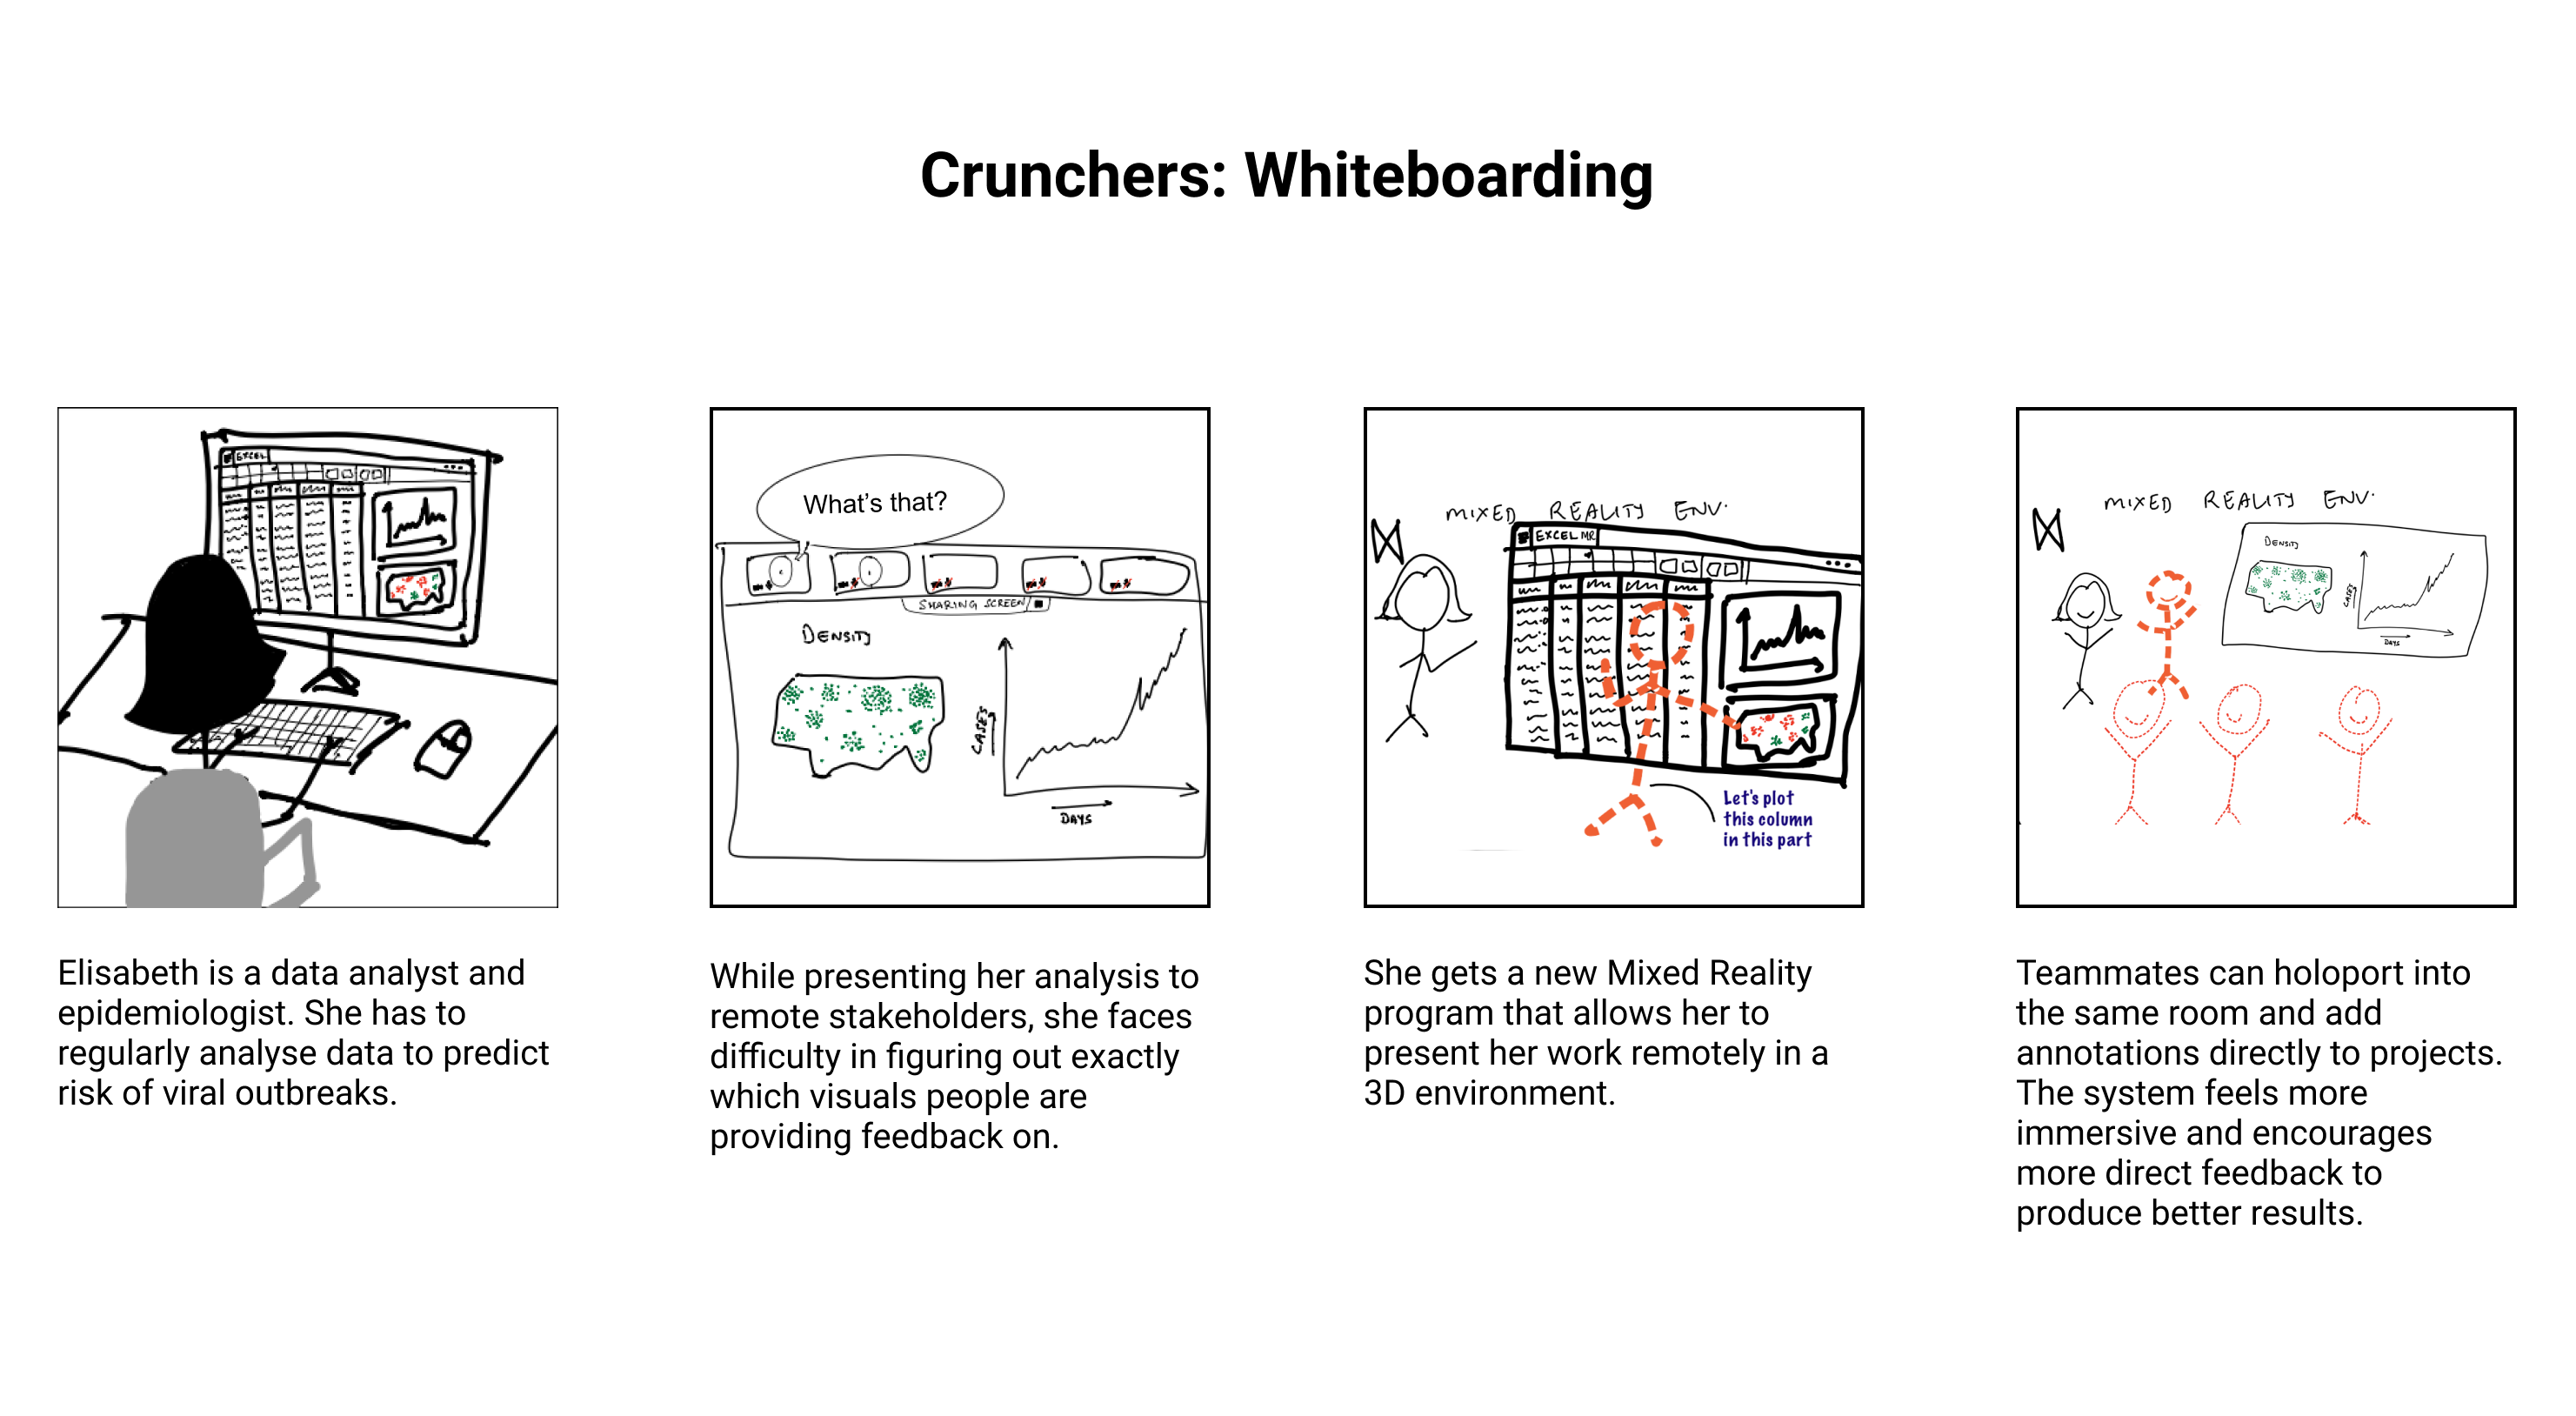 Crunchers: Whiteboarding
EXCEL
Elisabeth is a data analyst and
epidemiologist. She has to
regularly analyse data to predict
risk of viral outbreaks.
What's that?
SHARING SCREEN
DENSITY
CASES
DAYS
While presenting her analysis to
remote stakeholders, she faces
difficulty in figuring out exactly
which visuals people are
providing feedback on.
MIXED REALITY ENV.
EXCEL MR
Let's plot
this column
in this part
She gets a new Mixed Reality
program that allows her to
present her work remotely in a
3D environment.
MIXED REALITY ENV.
DENSITY
CASES
DAYS
Teammates can holoport into
the same room and add
annotations directly to projects.
The system feels more
immersive and encourages
more direct feedback to
produce better results.